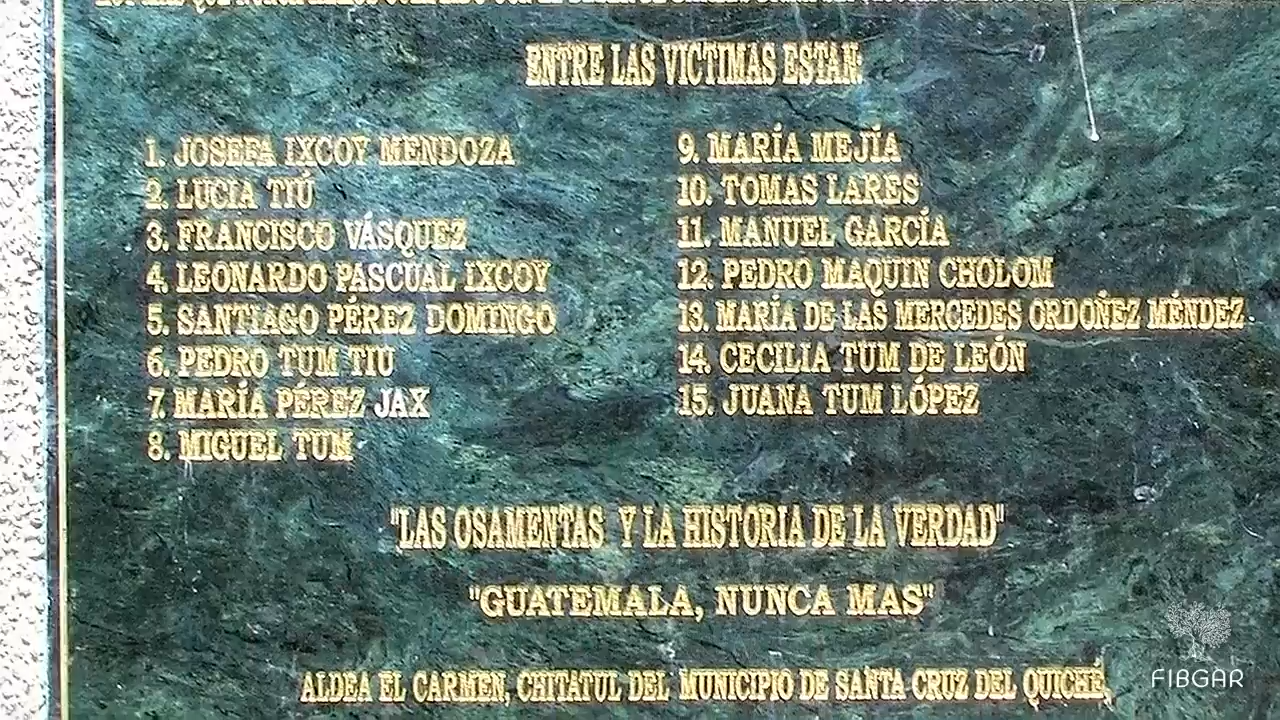 ENTRE LAS VICTIMAS ESTAN:
1. JOSEFA IXCOY MENDOZA
2. LUCIA TIÚ
3. FRANCISCO VÁSQUEZ
4. LEONARDO PASCUAL IXCOY
5. SANTIAGO PÉREZ DOMINGO
6. PEDRO TUM TIU
7. MARÍA PÉREZ JAX
8. MIGUEL TUM
9. MARÍA MEJÍA
10. TOMAS LARES
11. MANUEL GARCÍA
12. PEDRO MAQUIN CHOLOM
13. MARÍA DE LAS MERCEDES ORDOÑEZ MÉNDEZ.
14. CECILIA TUM DE LEÓN
15. JUANA TUM LÓPEZ
"LAS OSAMENTAS Y LA HISTORIA DE LA VERDAD"
"GUATEMALA, NUNCA MAS"
ALDEA EL CARMEN, CHITATUL DEL MUNICIPIO DE SANTA CRUZ DEL QUICHÉ,
FIBGAR